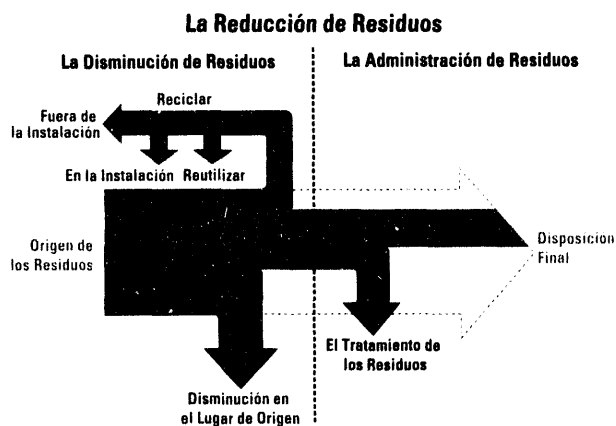 La Reducción de Residuos
La Disminución de Residuos
La Administración de Residuos
Reciclar
Fuera de
la Instalación
En la Instalación
Reutilizar
Origen de
los Residuos
Disposición
Final
El Tratamiento de
los Residuos
Disminución en
el Lugar de Origen